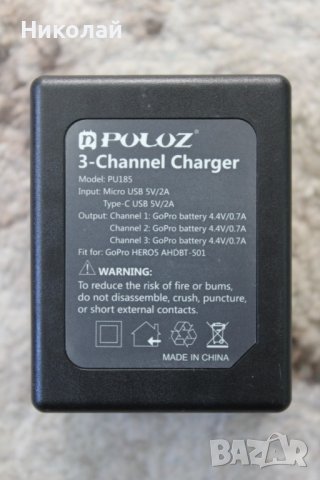 Николай
PULUZ
3-Channel Charger
Model: PU185
Input: Micro USB 5V/2A
Type-C USB 5V/2A
Output: Channel 1: GoPro battery 4.4V/0.7A
Channel 2: GoPro battery 4.4V/0.7A
Channel 3: GoPro battery 4.4V/0.7A
Fit for: GoPro HERO5 AHDBT-501
WARNING:
To reduce the risk of fire or bums,
do not disassemble, crush, puncture,
or short external contacts.
MADE IN CHINA
BAZAR